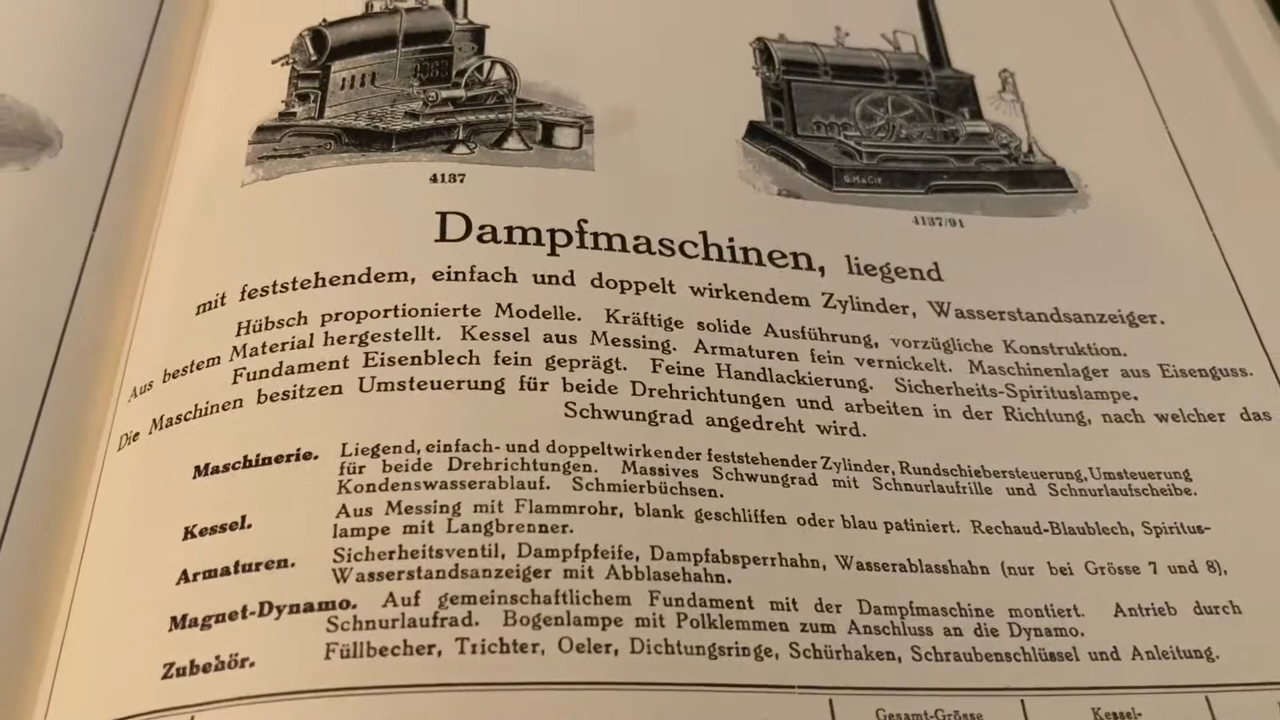 4137
G.M&CIE
4137/91
Dampfmaschinen, liegend
mit feststehendem, einfach und doppelt wirkendem Zylinder, Wasserstandsanzeiger.
Hübsch proportionierte Modelle. Kräftige solide Ausführung, vorzügliche Konstruktion.
Aus bestem Material hergestellt. Kessel aus Messing. Armaturen fein vernickelt. Maschinenlager aus Eisenguss.
Fundament Eisenblech fein geprägt. Feine Handlackierung. Sicherheits-Spirituslampe.
Die Maschinen besitzen Umsteuerung für beide Drehrichtungen und arbeiten in der Richtung, nach welcher das
Schwungrad angedreht wird.
Maschinerie. Liegend, einfach- und doppeltwirkender feststehender Zylinder, Rundschiebersteuerung, Umsteuerung
für beide Drehrichtungen. Massives Schwungrad mit Schnurlaufrille und Schnurlaufscheibe.
Kondenswasserablauf. Schmierbüchsen.
Kessel. Aus Messing mit Flammrohr, blank geschliffen oder blau patiniert. Rechaud-Blaublech, Spiritus-
lampe mit Langbrenner.
Armaturen. Sicherheitsventil, Dampfpfeife, Dampfabsperrhahn, Wasserablasshahn (nur bei Grösse 7 und 8),
Wasserstandsanzeiger mit Abblasehahn.
Magnet-Dynamo. Auf gemeinschaftlichem Fundament mit der Dampfmaschine montiert. Antrieb durch
Schnurlaufrad. Bogenlampe mit Polklemmen zum Anschluss an die Dynamo.
Zubehör. Füllbecher, Trichter, Oeler, Dichtungsringe, Schürhaken, Schraubenschlüssel und Anleitung.
Gesamt-Grösse Kessel-